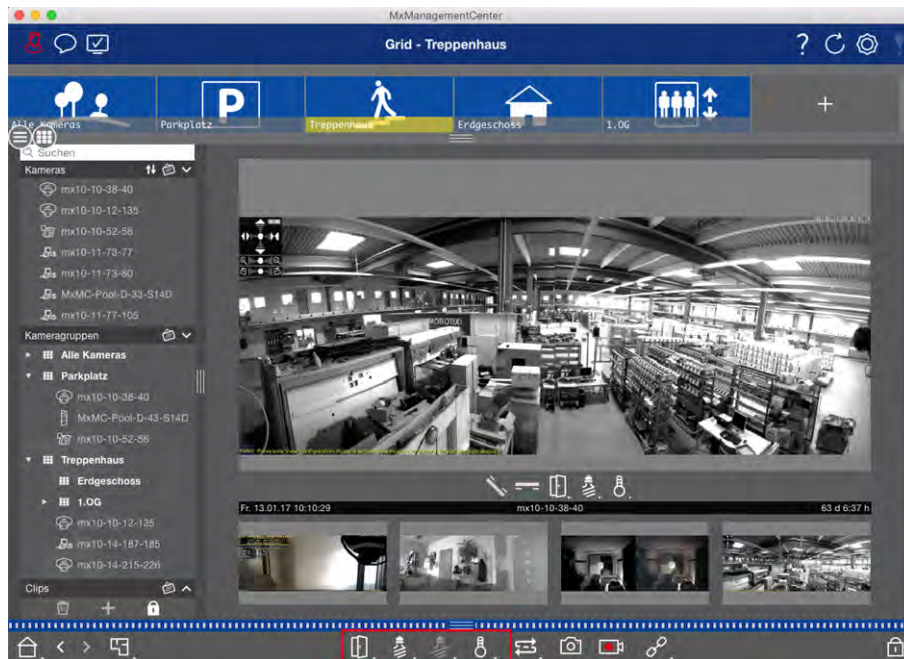 MxManagementCenter
Grid - Treppenhaus
?
P
Alle Kameras
Parkplatz
Treppenhaus
Erdgeschoss
1.OG
+
Suchen
Kameras
mx10-10-38-40
mx10-10-12-135
mx10-10-52-56
mx10-11-73-77
mx10-11-73-80
MxMC-Pool-D-33-S14D
mx10-11-77-105
Kameragruppen
Alle Kameras
Parkplatz
mx10-10-38-40
MxMC-Pool-D-43-S14D
mx10-10-52-56
Treppenhaus
Erdgeschoss
1.OG
mx10-10-12-135
mx10-14-187-185
mx10-14-215-226
Clips
MOBOTIX
Fr. 13.01.17 10:10:29 mx10-10-38-40 63 d 6:37 h